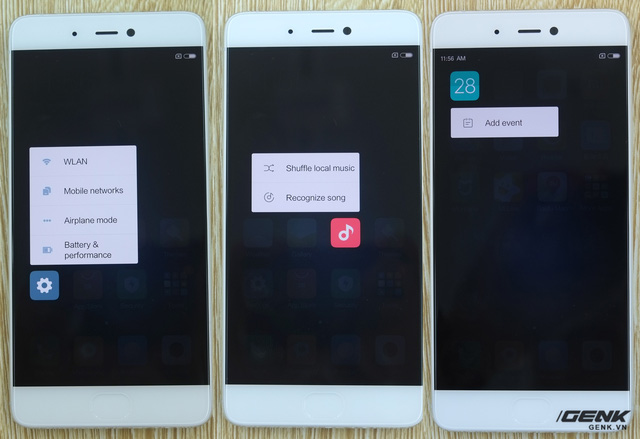 WLAN
Mobile networks
Airplane mode
Battery &
performance
Shuffle local music
Recognize song
11:56 AM
28
Add event
/GENK
GENK.VN